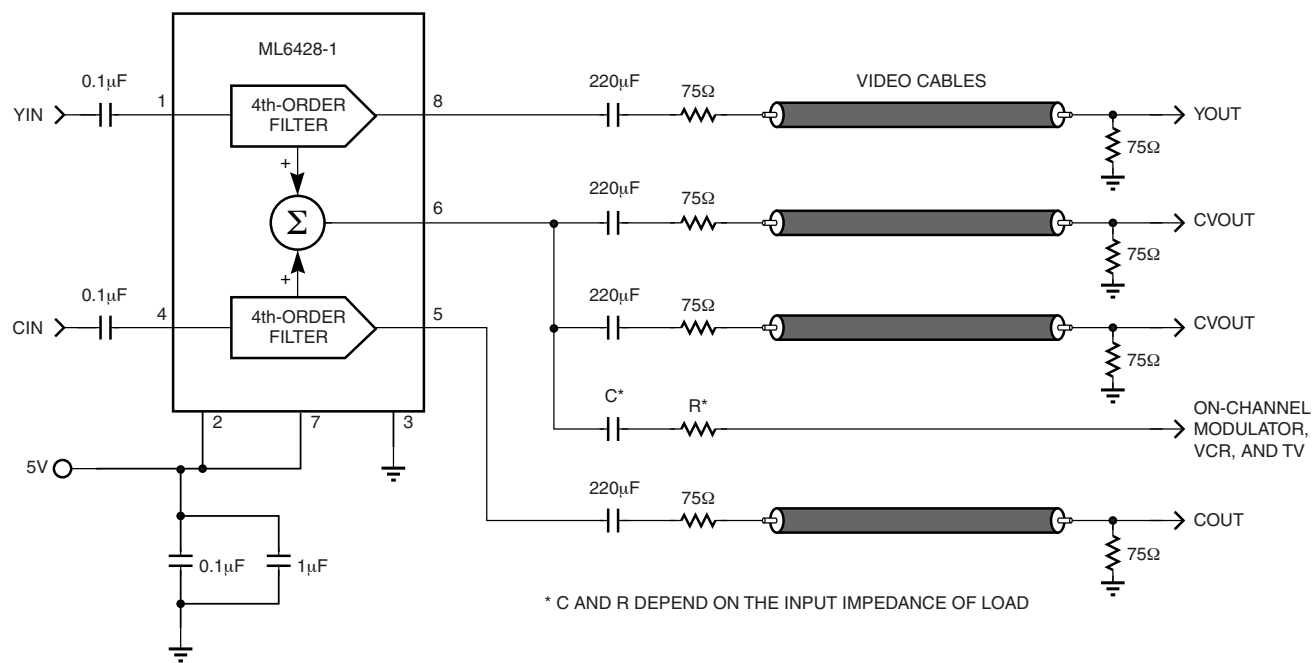 ML6428-1
0.1µF
YIN
1
4th-ORDER
FILTER
8
220µF
75Ω
VIDEO CABLES
YOUT
75Ω
+
Σ
6
220µF
75Ω
CVOUT
75Ω
+
0.1µF
CIN
4
4th-ORDER
FILTER
5
220µF
75Ω
CVOUT
75Ω
2
7
3
C*
R*
ON-CHANNEL
MODULATOR,
VCR, AND TV
5V
220µF
75Ω
COUT
75Ω
0.1µF
1µF
* C AND R DEPEND ON THE INPUT IMPEDANCE OF LOAD